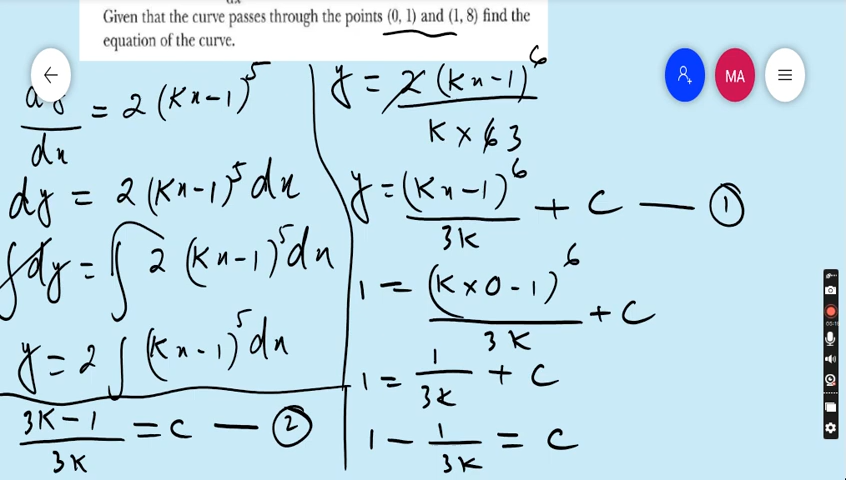 Given that the curve passes through the points (0, 1) and (1, 8) find the
equation of the curve.
MA
dy/dx = 2(Kx-1)^5
dy = 2(Kx-1)^5 dx
∫dy = ∫ 2 (Kx-1)^5 dx
y = 2 ∫ (Kx-1)^5 dx
y = 2(Kx-1)^6 / K × 6 3
y = (Kx-1)^6 / 3K + C — ①
1 = (K×0-1)^6 / 3K + C
1 = 1/3K + C
1 - 1/3K = C
3K-1 / 3K = C — ②